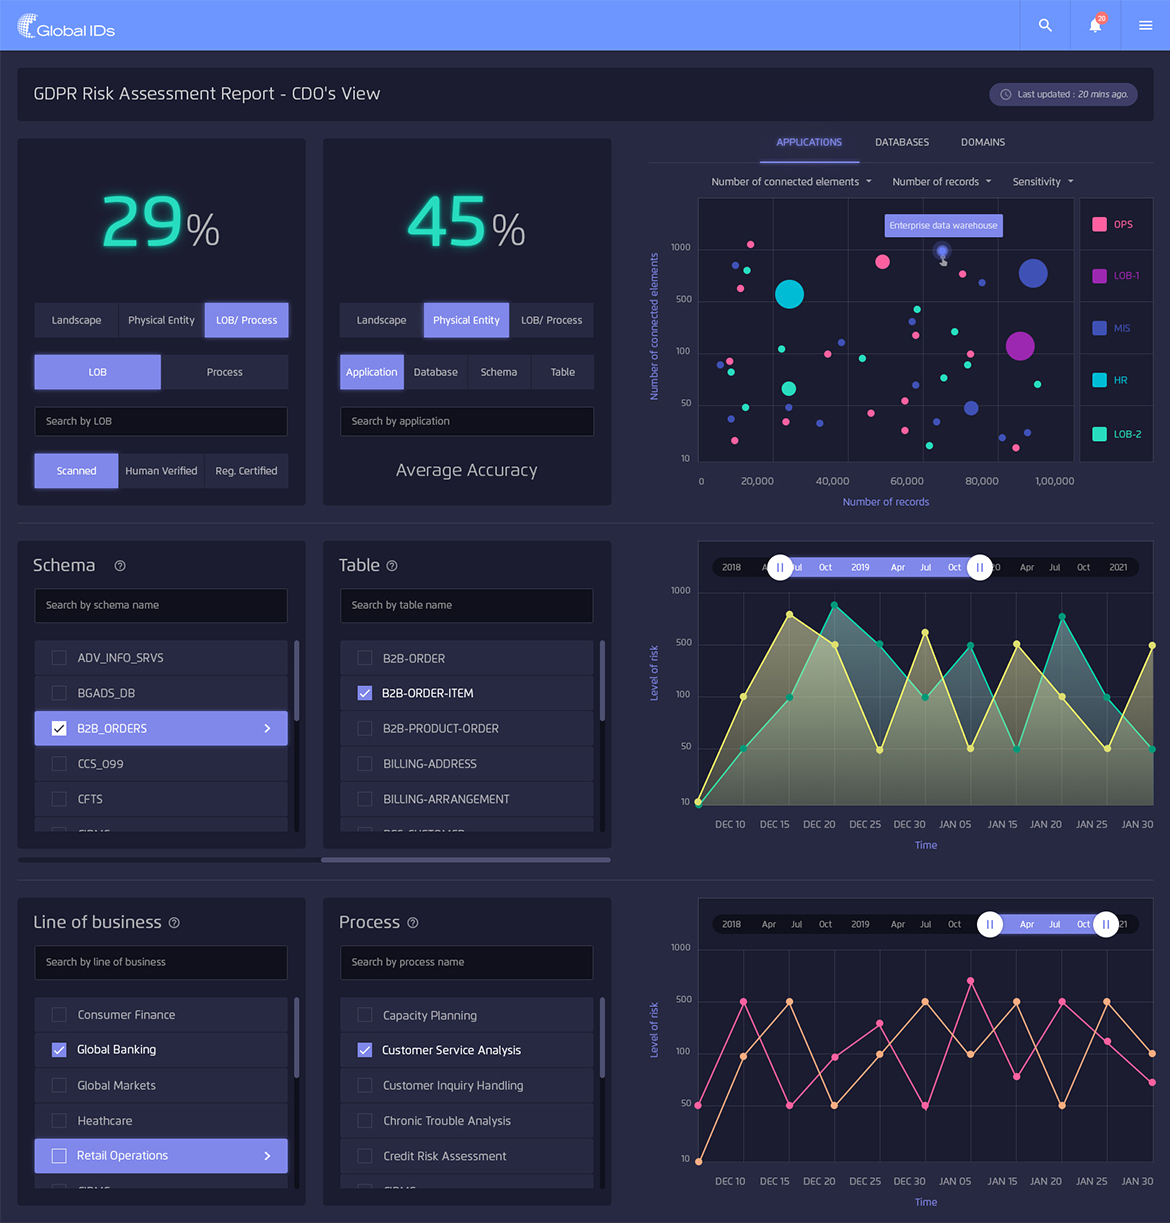 Global IDs
20
GDPR Risk Assessment Report - CDO's View
Last updated : 20 mins ago.
29%
Landscape Physical Entity LOB/ Process
LOB Process
Search by LOB
Scanned Human Verified Reg. Certified
45%
Landscape Physical Entity LOB/ Process
Application Database Schema Table
Search by application
Average Accuracy
APPLICATIONS DATABASES DOMAINS
Number of connected elements Number of records Sensitivity
Enterprise data warehouse
Number of connected elements
1000
500
100
50
10
0 20,000 40,000 60,000 80,000 1,00,000
Number of records
OPS
LOB-1
MIS
HR
LOB-2
Schema
Search by schema name
ADV_INFO_SRVS
BGADS_DB
B2B_ORDERS
CCS_099
CFTS
Table
Search by table name
B2B-ORDER
B2B-ORDER-ITEM
B2B-PRODUCT-ORDER
BILLING-ADDRESS
BILLING-ARRANGEMENT
2018 Jul Oct 2019 Apr Jul Oct 20 Apr Jul Oct 2021
Level of risk
1000
500
100
50
10
DEC 10 DEC 15 DEC 20 DEC 25 DEC 30 JAN 05 JAN 15 JAN 20 JAN 25 JAN 30
Time
Line of business
Search by line of business
Consumer Finance
Global Banking
Global Markets
Heathcare
Retail Operations
Process
Search by process name
Capacity Planning
Customer Service Analysis
Customer Inquiry Handling
Chronic Trouble Analysis
Credit Risk Assessment
2018 Apr Jul Oct 2019 Apr Jul Oct Apr Jul Oct 21
Level of risk
1000
500
100
50
10
DEC 10 DEC 15 DEC 20 DEC 25 DEC 30 JAN 05 JAN 15 JAN 20 JAN 25 JAN 30
Time